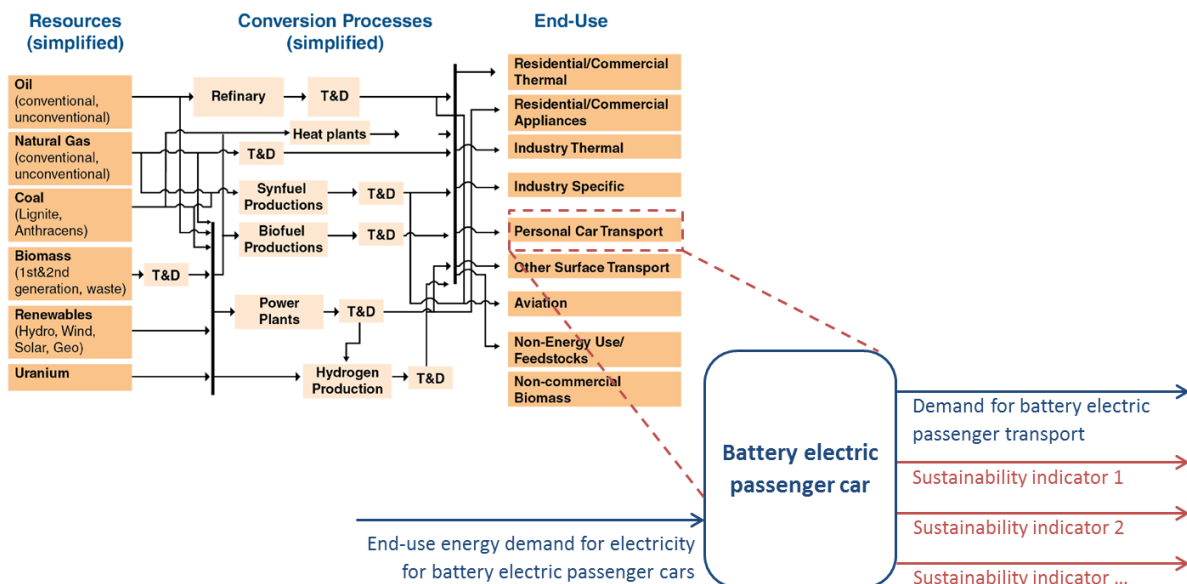 Resources
(simplified)
Conversion Processes
(simplified)
End-Use
Oil
(conventional,
unconventional)
Natural Gas
(conventional,
unconventional)
Coal
(Lignite,
Anthracens)
Biomass
(1st&2nd
generation, waste)
Renewables
(Hydro, Wind,
Solar, Geo)
Uranium
T&D
Refinary
T&D
Heat plants
T&D
Synfuel
Productions
T&D
Biofuel
Productions
T&D
Power
Plants
T&D
Hydrogen
Production
T&D
Residential/Commercial
Thermal
Residential/Commercial
Appliances
Industry Thermal
Industry Specific
Personal Car Transport
Other Surface Transport
Aviation
Non-Energy Use/
Feedstocks
Non-commercial
Biomass
Battery electric
passenger car
End-use energy demand for electricity
for battery electric passenger cars
Demand for battery electric
passenger transport
Sustainability indicator 1
Sustainability indicator 2
Sustainability indicator ...